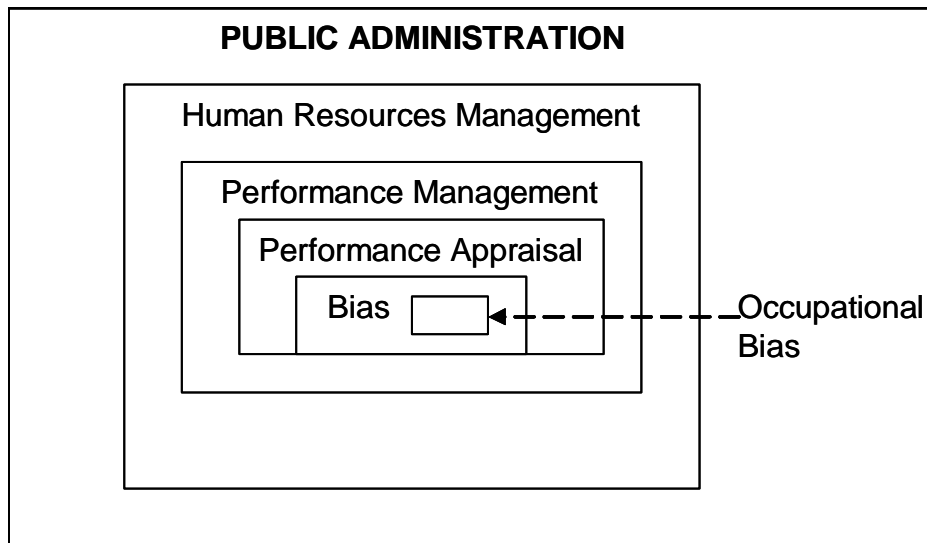 PUBLIC ADMINISTRATION
Human Resources Management
Performance Management
Performance Appraisal
Bias
Occupational
Bias